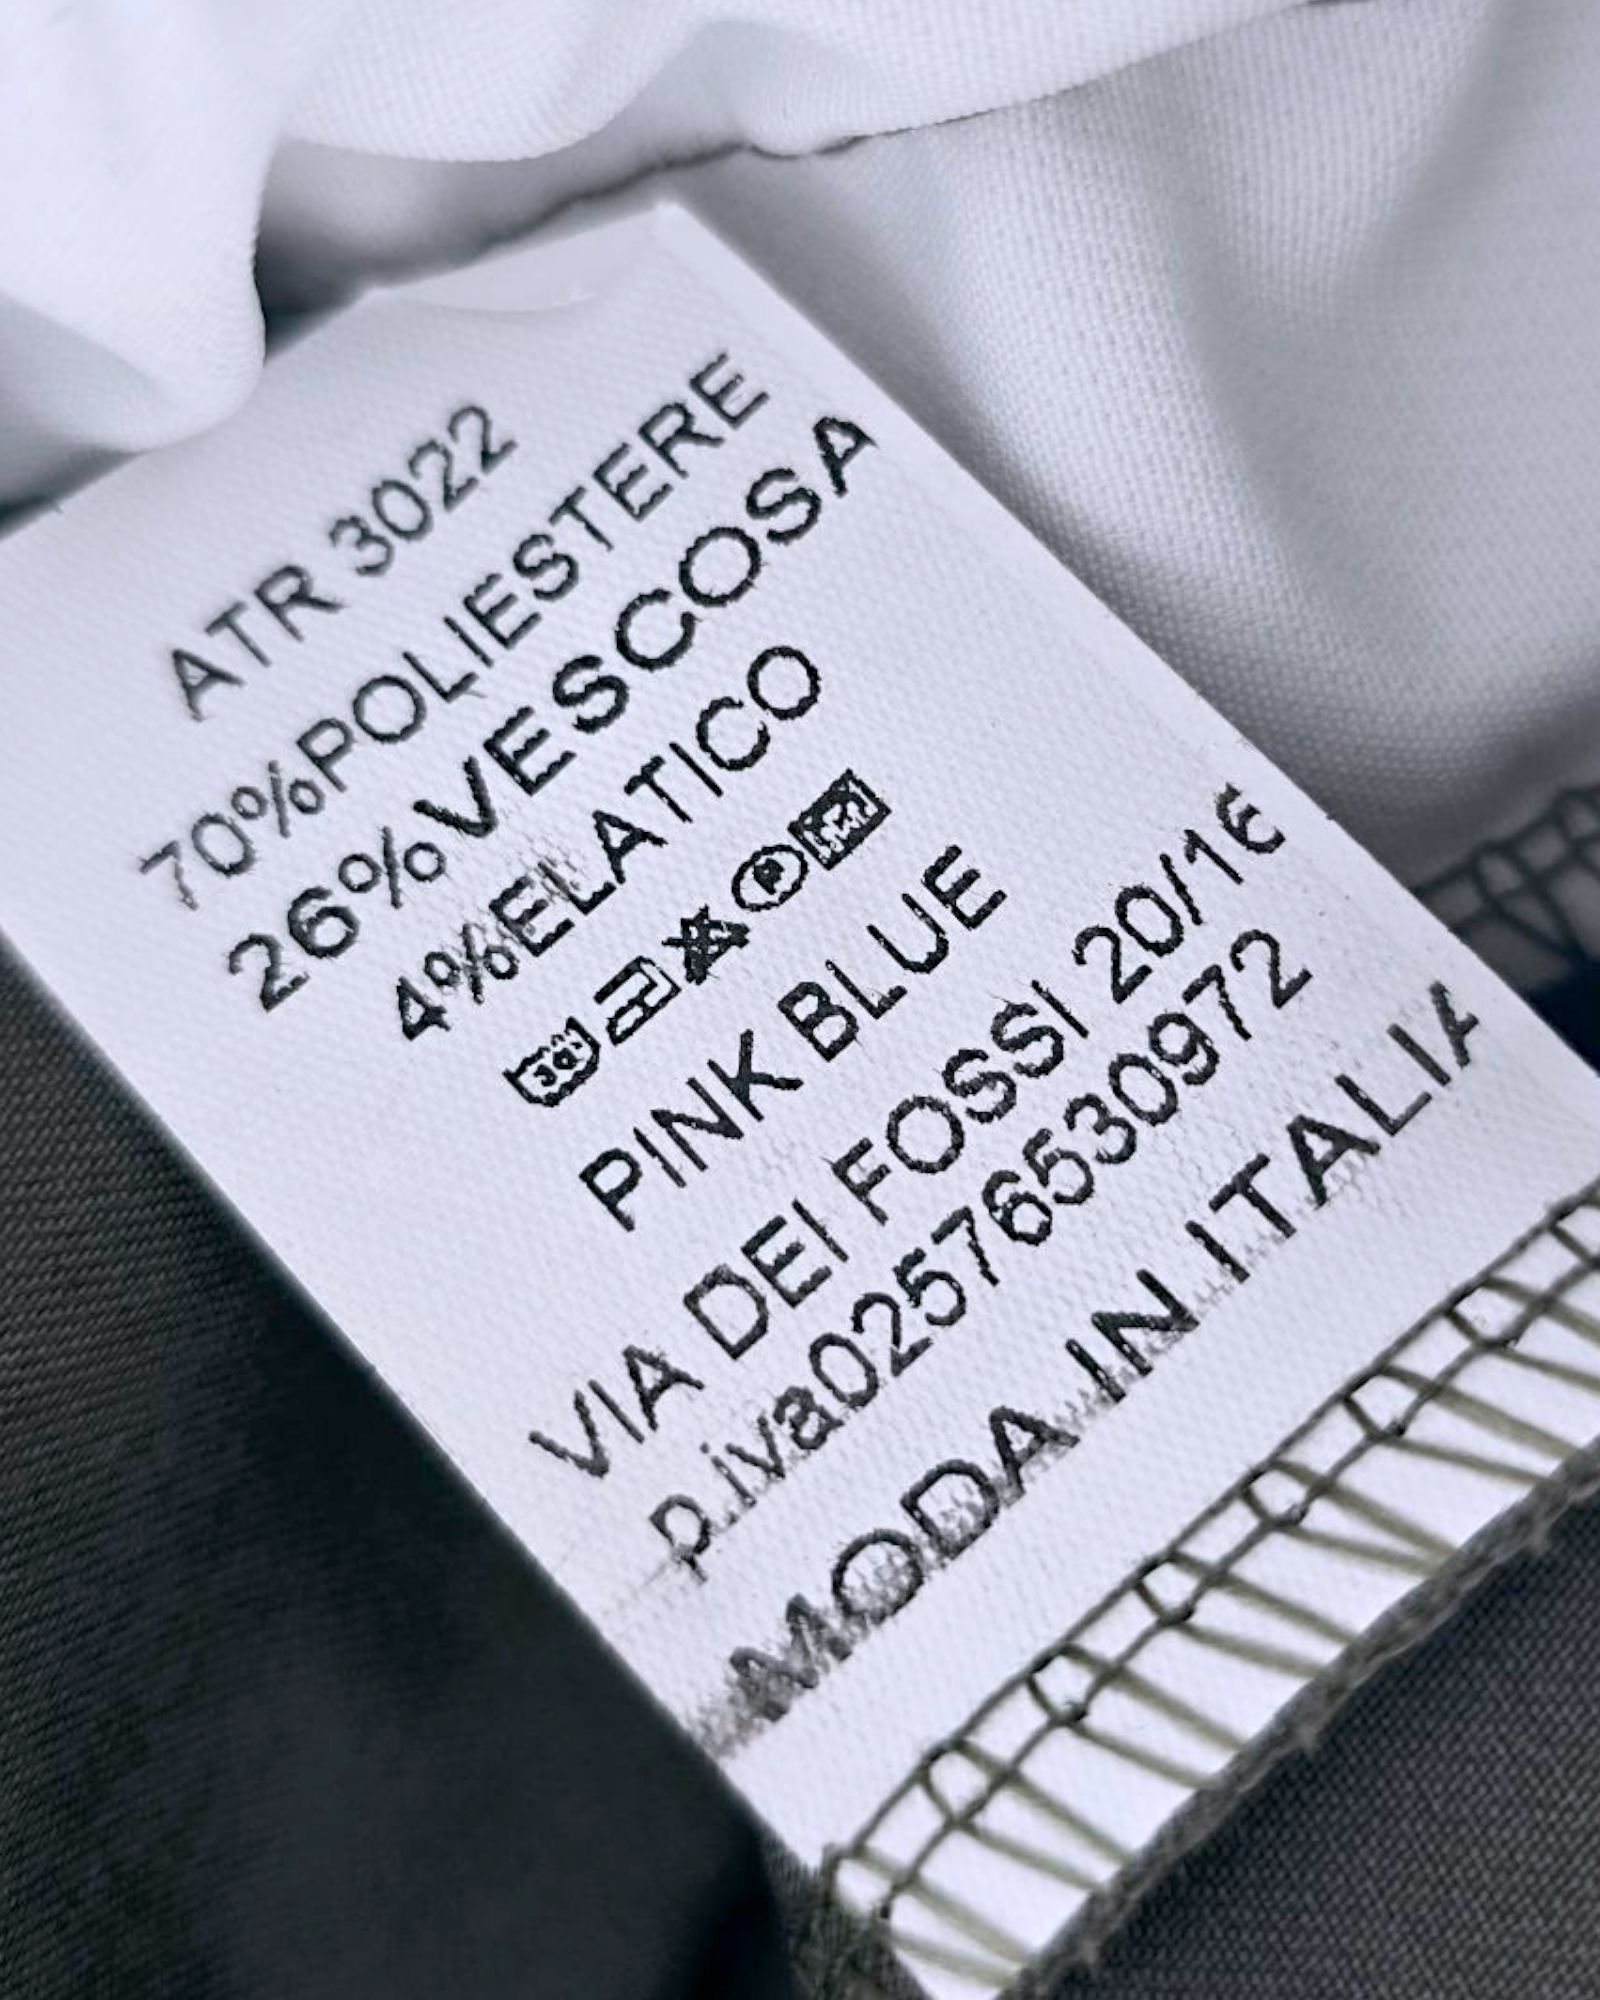 ATR 3022
70%POLIESTERE
26%VESCOSA
4%ELATICO
30°
P
PINK BLUE
VIA DEI FOSSI 20/16
p.iva02576530972
MODA IN ITALIA